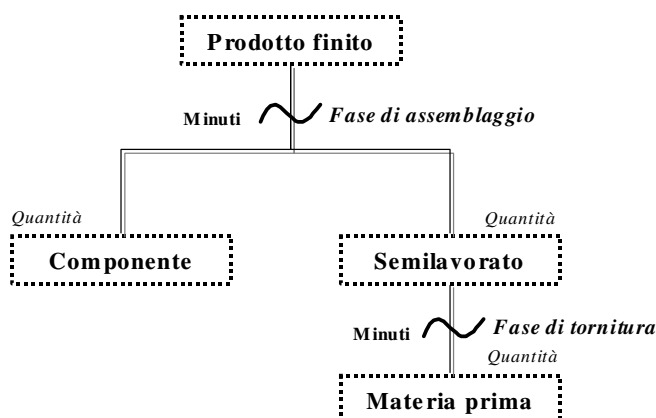 Prodotto finito
Minuti Fase di assemblaggio
Quantità Quantità
Componente Semilavorato
Minuti Fase di tornitura
Quantità
Materia prima